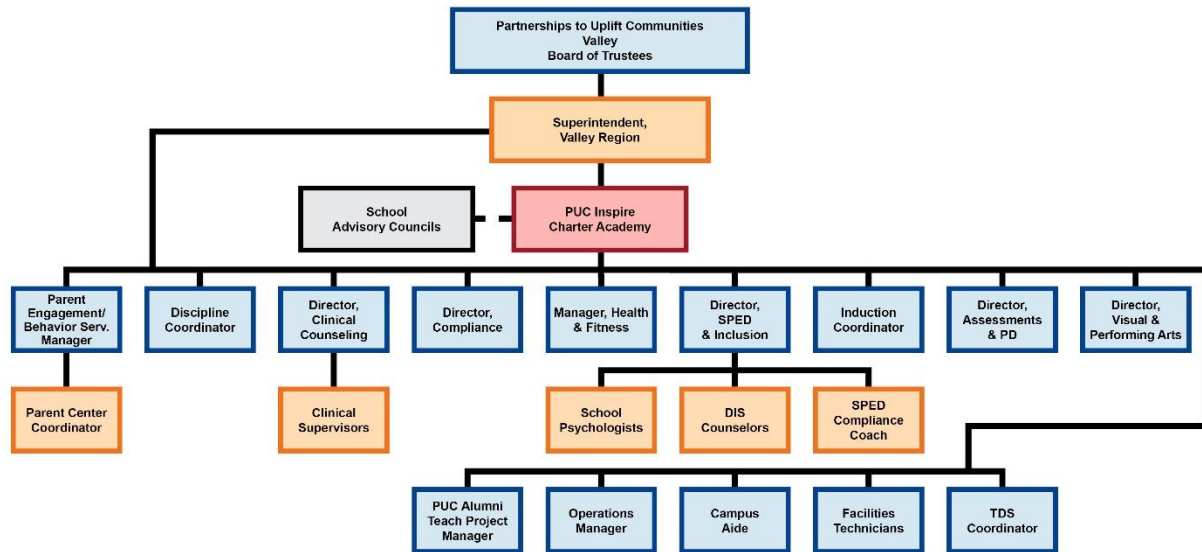 Partnerships to Uplift Communities
Valley
Board of Trustees
Superintendent,
Valley Region
School
Advisory Councils
PUC Inspire
Charter Academy
Parent
Engagement/
Behavior Serv.
Manager
Discipline
Coordinator
Director,
Clinical
Counseling
Director,
Compliance
Manager, Health
& Fitness
Director,
SPED
& Inclusion
Induction
Coordinator
Director,
Assessments
& PD
Director,
Visual &
Performing Arts
Parent Center
Coordinator
Clinical
Supervisors
School
Psychologists
DIS
Counselors
SPED
Compliance
Coach
PUC Alumni
Teach Project
Manager
Operations
Manager
Campus
Aide
Facilities
Technicians
TDS
Coordinator